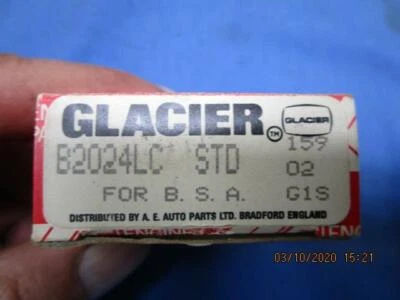 GLACIER TM GLACIER
B2024LC STD 159
02
FOR B. S. A. G1S
DISTRIBUTED BY A. E. AUTO PARTS LTD. BRADFORD ENGLAND
03/10/2020 15:21